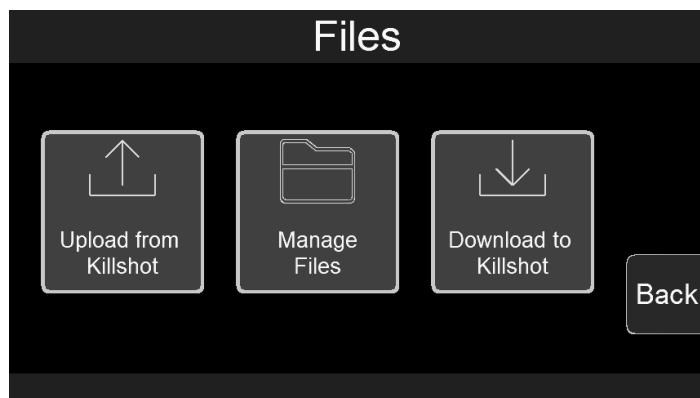 Files
Upload from
Killshot
Manage
Files
Download to
Killshot
Back